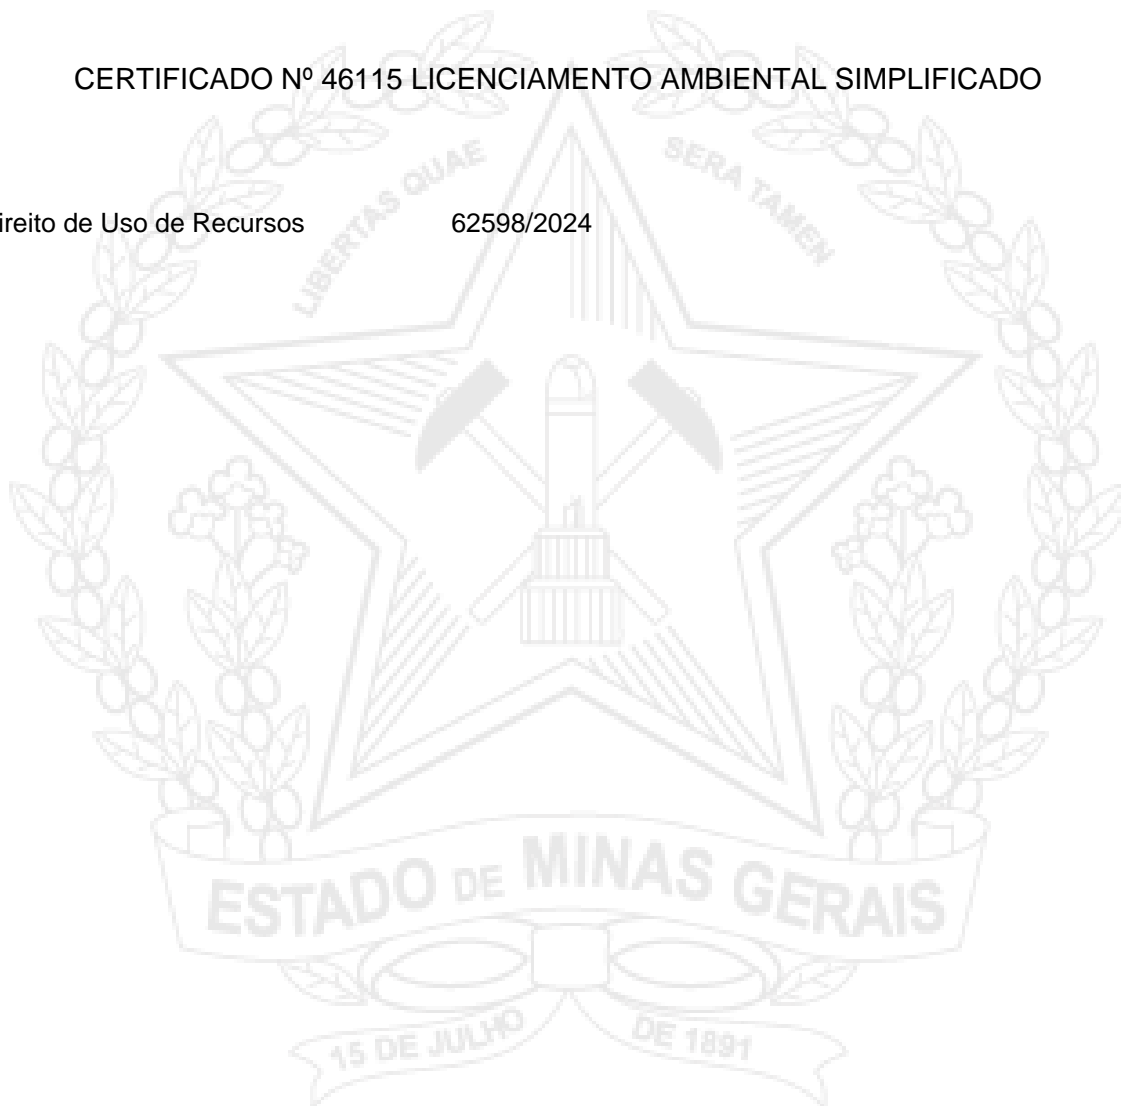 CERTIFICADO Nº 46115 LICENCIAMENTO AMBIENTAL SIMPLIFICADO
LIBERTAS QUAE SERA TAMEN
ireito de Uso de Recursos 62598/2024
ESTADO DE MINAS GERAIS
15 DE JULHO DE 1891